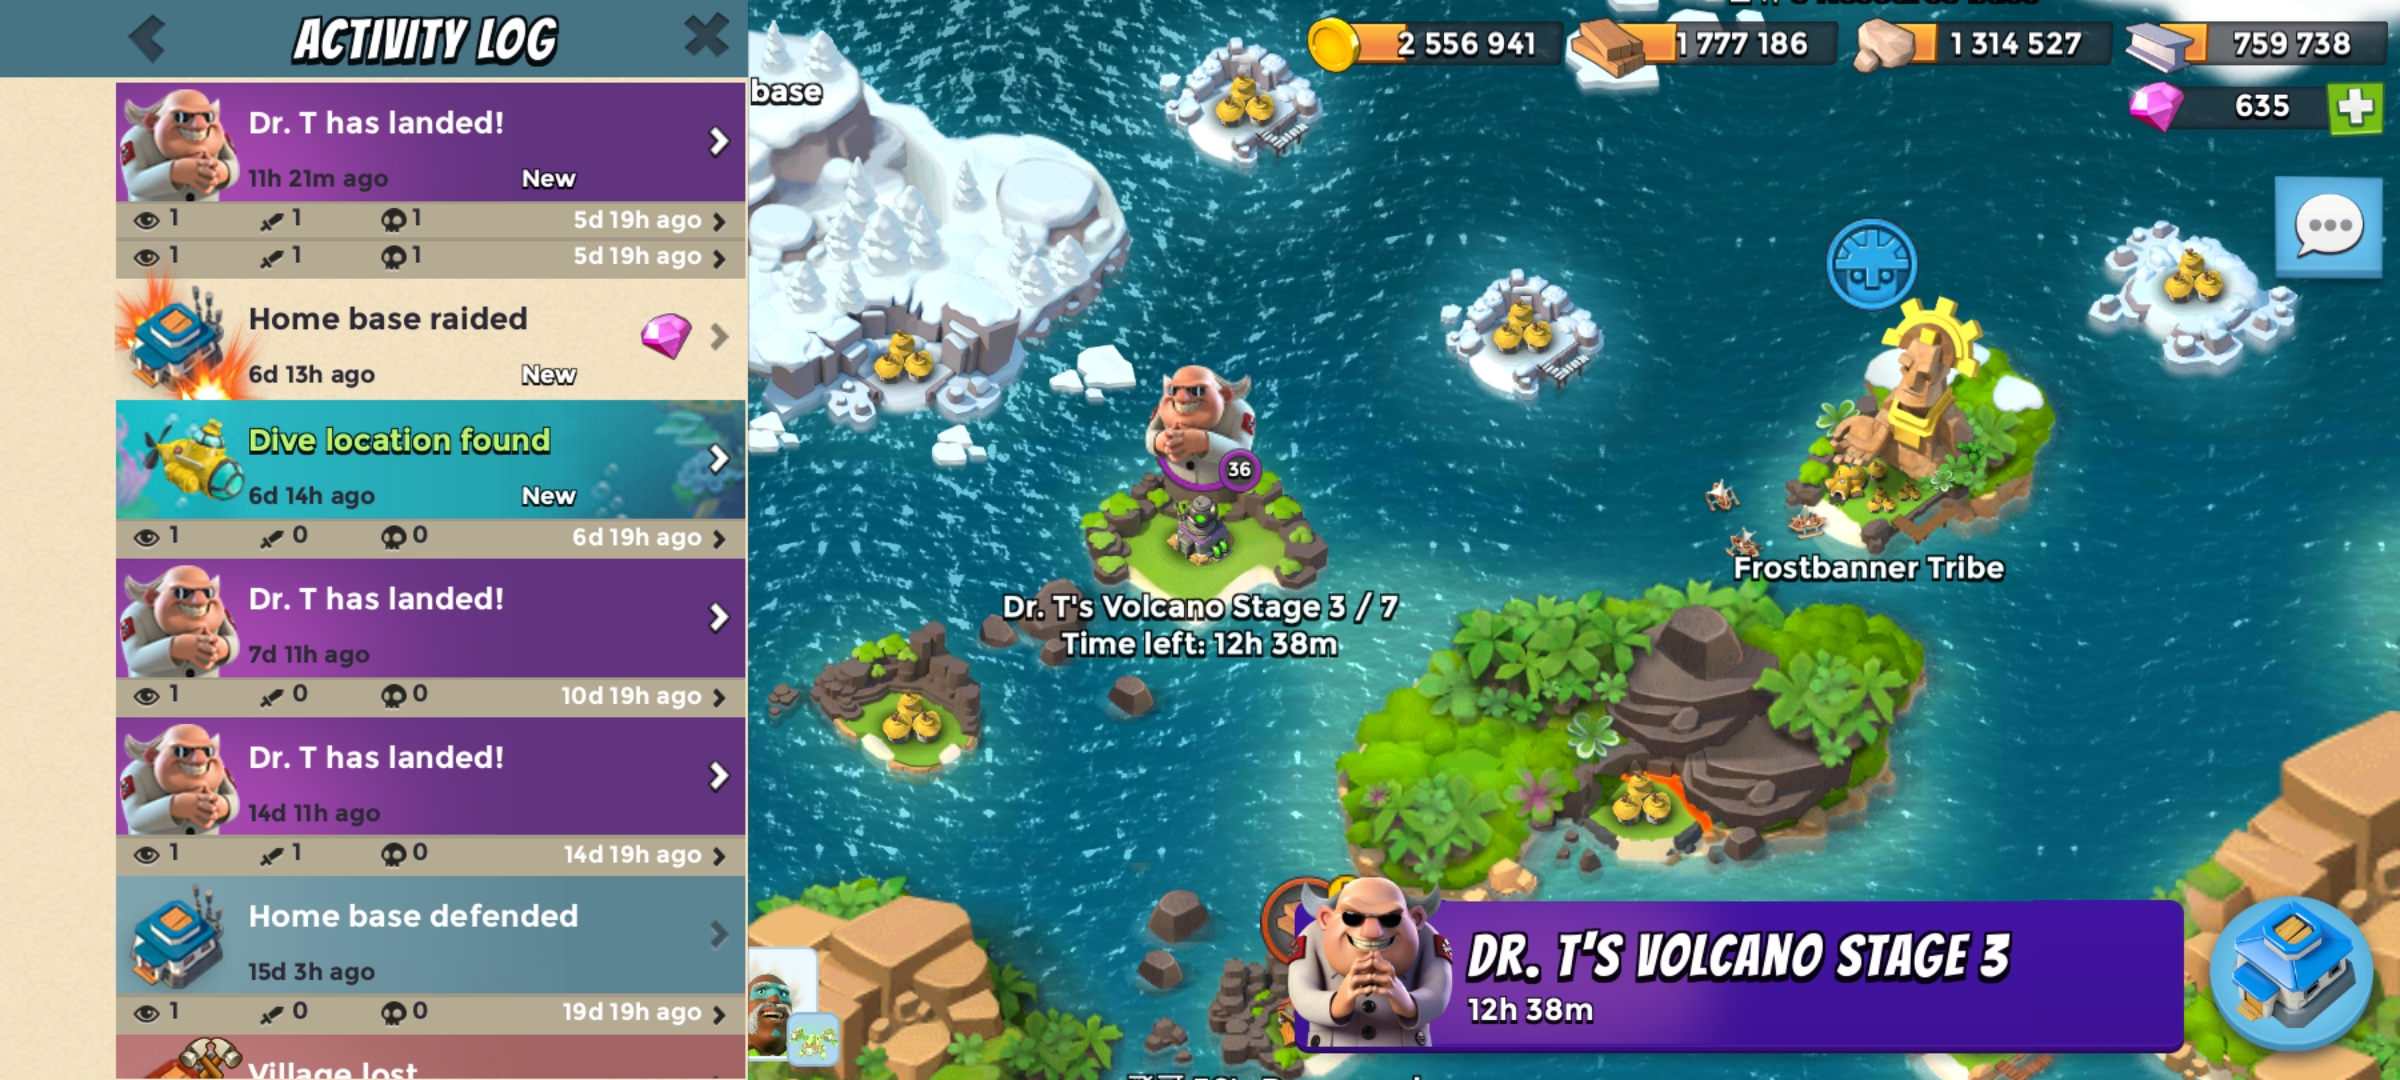 ACTIVITY LOG
Dr. T has landed!
11h 21m ago
New
1
1
1
5d 19h ago
1
1
1
5d 19h ago
Home base raided
6d 13h ago
New
Dive location found
6d 14h ago
New
1
0
0
6d 19h ago
Dr. T has landed!
7d 11h ago
1
0
0
10d 19h ago
Dr. T has landed!
14d 11h ago
1
1
0
14d 19h ago
Home base defended
15d 3h ago
1
0
0
19d 19h ago
Village lost
base
2 556 941
1 777 186
1 314 527
759 738
635
36
Dr. T's Volcano Stage 3 / 7
Time left: 12h 38m
Frostbanner Tribe
DR. T'S VOLCANO STAGE 3
12h 38m